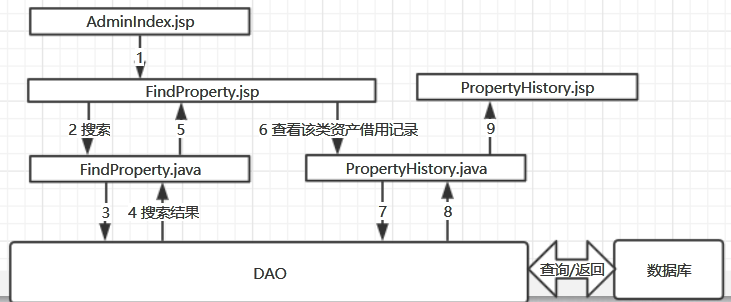 AdminIndex.jsp
1
FindProperty.jsp
PropertyHistory.jsp
2 搜索
5
6 查看该类资产借用记录
9
FindProperty.java
PropertyHistory.java
3
4 搜索结果
7
8
DAO
查询/返回
数据库